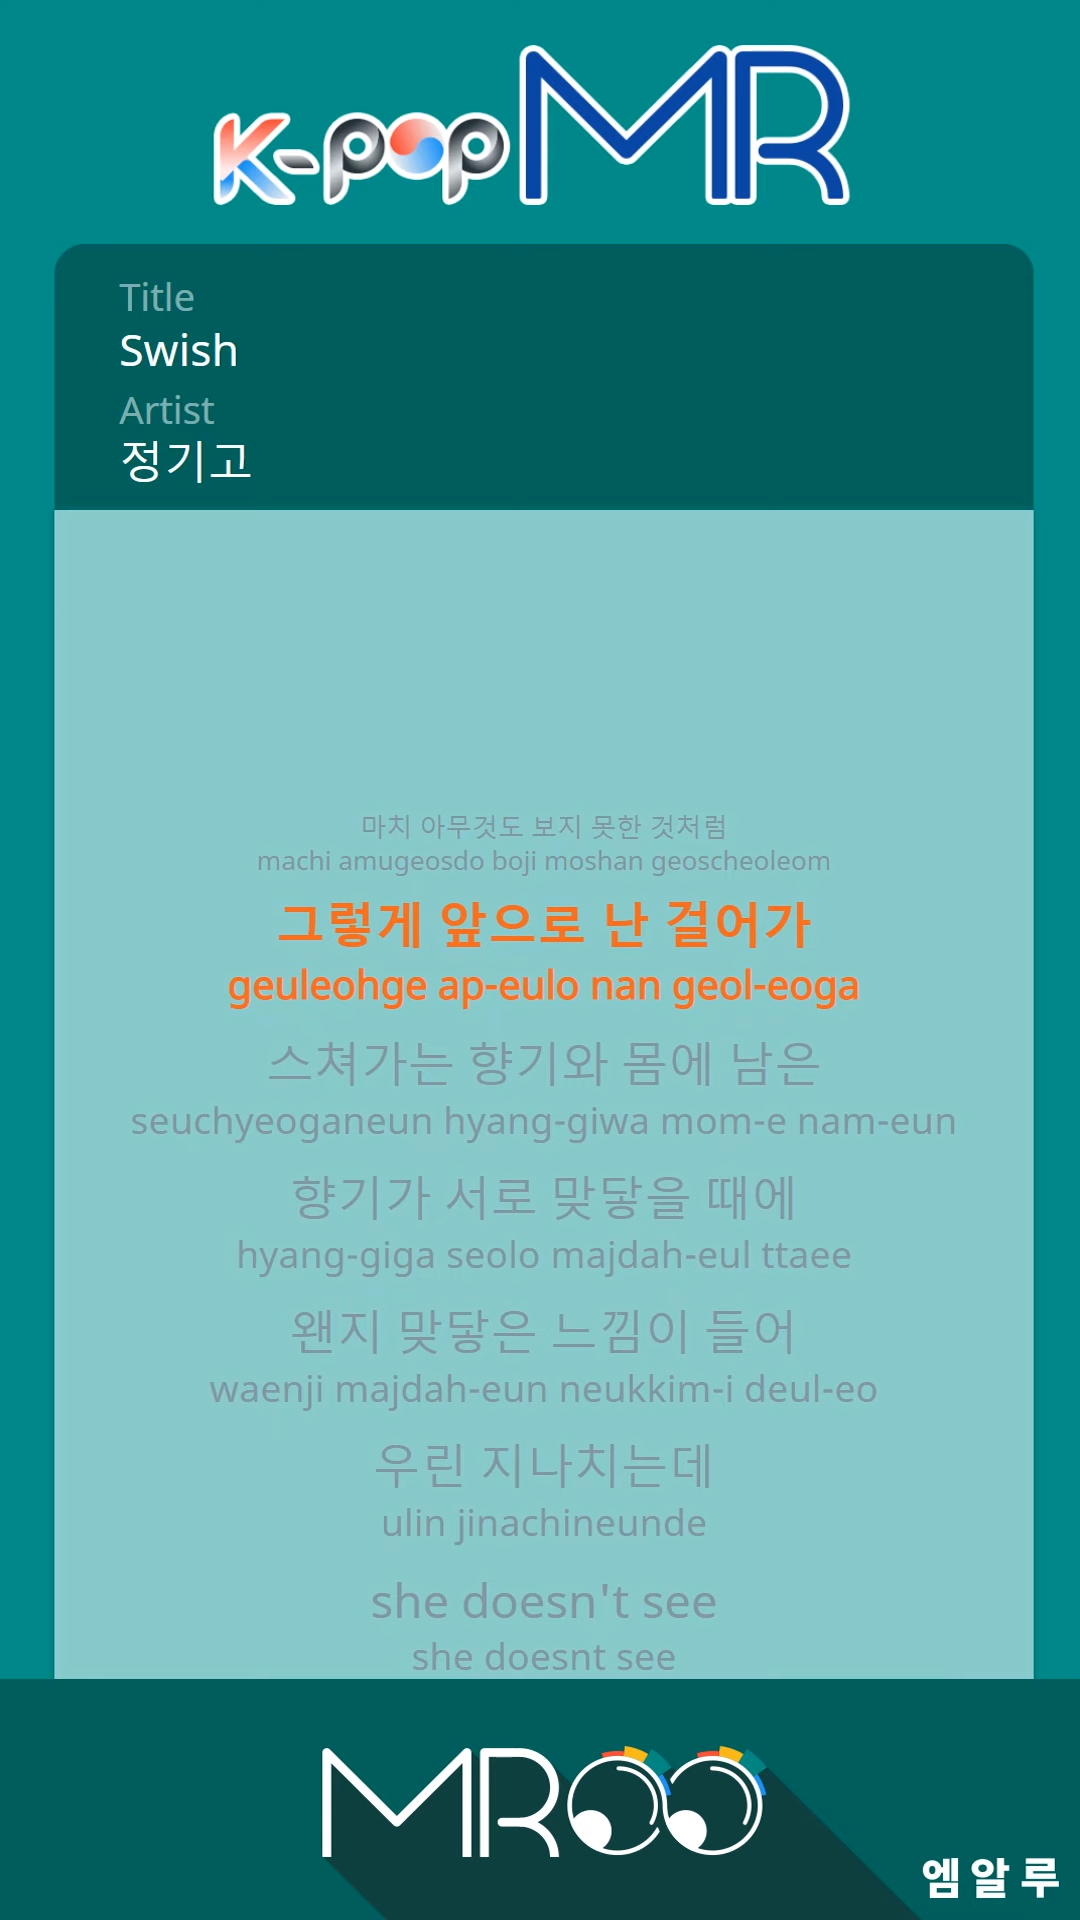 K-pop MR
Title
Swish
Artist
정기고
마치 아무것도 보지 못한 것처럼
machi amugeosdo boji moshan geoscheoleom
그렇게 앞으로 난 걸어가
geuleohge ap-eulo nan geol-eoga
스쳐가는 향기와 몸에 남은
seuchyeoganeun hyang-giwa mom-e nam-eun
향기가 서로 맞닿을 때에
hyang-giga seolo majdah-eul ttaee
왠지 맞닿은 느낌이 들어
waenji majdah-eun neukkim-i deul-eo
우린 지나치는데
ulin jinachineunde
she doesn't see
she doesnt see
MROO
엠알루